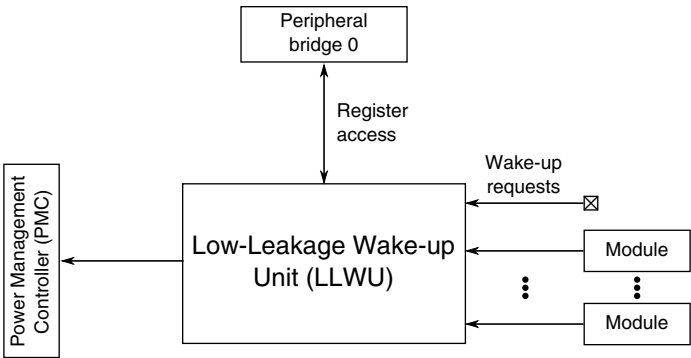 Peripheral
bridge 0
Register
access
Wake-up
requests
Power Management
Controller (PMC)
Low-Leakage Wake-up
Unit (LLWU)
Module
Module